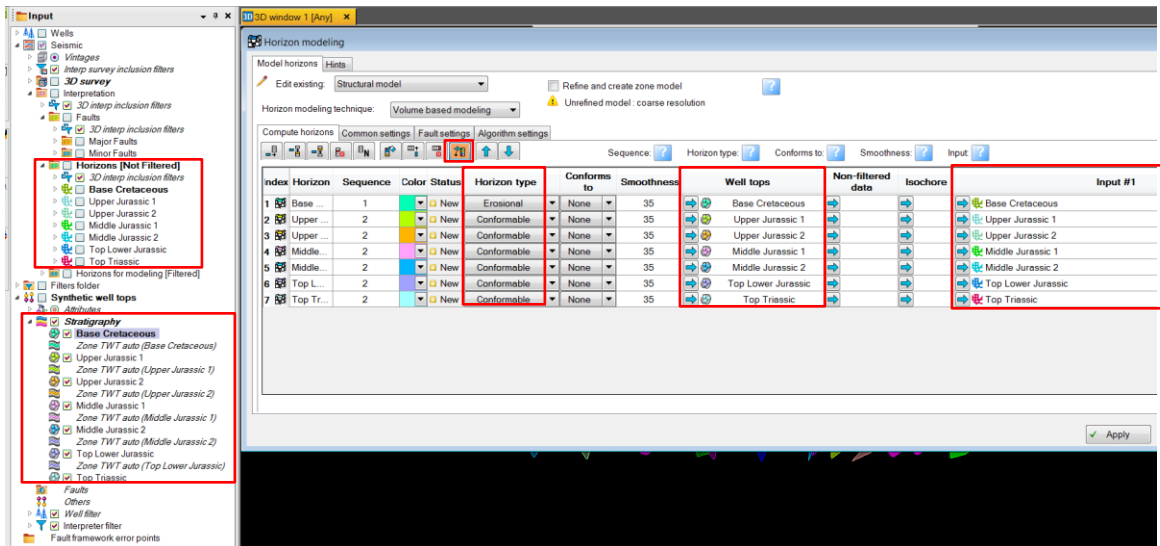 Input
Wells
Seismic
Vintages
Interp survey inclusion filters
3D survey
Interpretation
3D interp inclusion filters
Faults
3D interp inclusion filters
Major Faults
Minor Faults
Horizons [Not Filtered]
3D interp inclusion filters
Base Cretaceous
Upper Jurassic 1
Upper Jurassic 2
Middle Jurassic 1
Middle Jurassic 2
Top Lower Jurassic
Top Triassic
Horizons for modeling [Filtered]
Filters folder
Synthetic well tops
Attributes
Stratigraphy
Base Cretaceous
Zone TWT auto (Base Cretaceous)
Upper Jurassic 1
Zone TWT auto (Upper Jurassic 1)
Upper Jurassic 2
Zone TWT auto (Upper Jurassic 2)
Middle Jurassic 1
Zone TWT auto (Middle Jurassic 1)
Middle Jurassic 2
Zone TWT auto (Middle Jurassic 2)
Top Lower Jurassic
Zone TWT auto (Top Lower Jurassic)
Top Triassic
Faults
Others
Well filter
Interpreter filter
Fault framework error points
3D 3D window 1 [Any]
Horizon modeling
Model horizons Hints
Edit existing: Structural model Refine and create zone model ?
Horizon modeling technique: Volume based modeling Unrefined model : coarse resolution
Compute horizons Common settings Fault settings Algorithm settings
Sequence: ? Horizon type: ? Conforms to: ? Smoothness: ? Input: ?
Index Horizon Sequence Color Status Horizon type Conforms to Smoothness Well tops Non-filtered data Isochore Input #1
1 Base ... 1 New Erosional None 35 Base Cretaceous Base Cretaceous
2 Upper ... 2 New Conformable None 35 Upper Jurassic 1 Upper Jurassic 1
3 Upper ... 2 New Conformable None 35 Upper Jurassic 2 Upper Jurassic 2
4 Middle... 2 New Conformable None 35 Middle Jurassic 1 Middle Jurassic 1
5 Middle... 2 New Conformable None 35 Middle Jurassic 2 Middle Jurassic 2
6 Top L... 2 New Conformable None 35 Top Lower Jurassic Top Lower Jurassic
7 Top Tr... 2 New Conformable None 35 Top Triassic Top Triassic
Apply